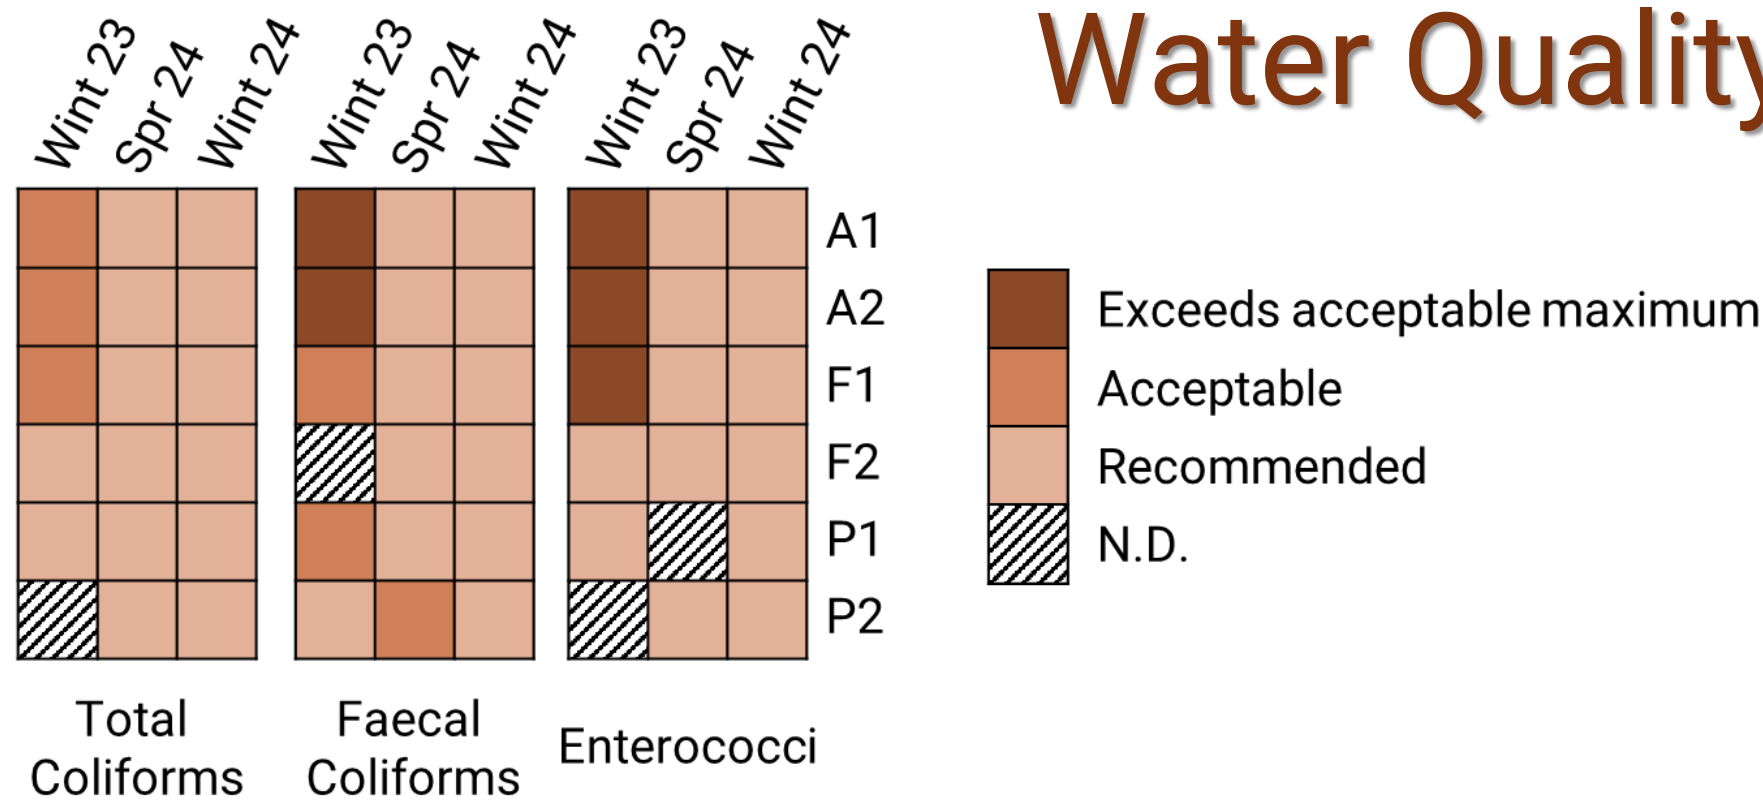 Water Quality
Wint 23 Spr 24 Wint 24 Wint 23 Spr 24 Wint 24 Wint 23 Spr 24 Wint 24
A1
A2
F1
F2
P1
P2
Total
Coliforms
Faecal
Coliforms
Enterococci
Exceeds acceptable maximum
Acceptable
Recommended
N.D.